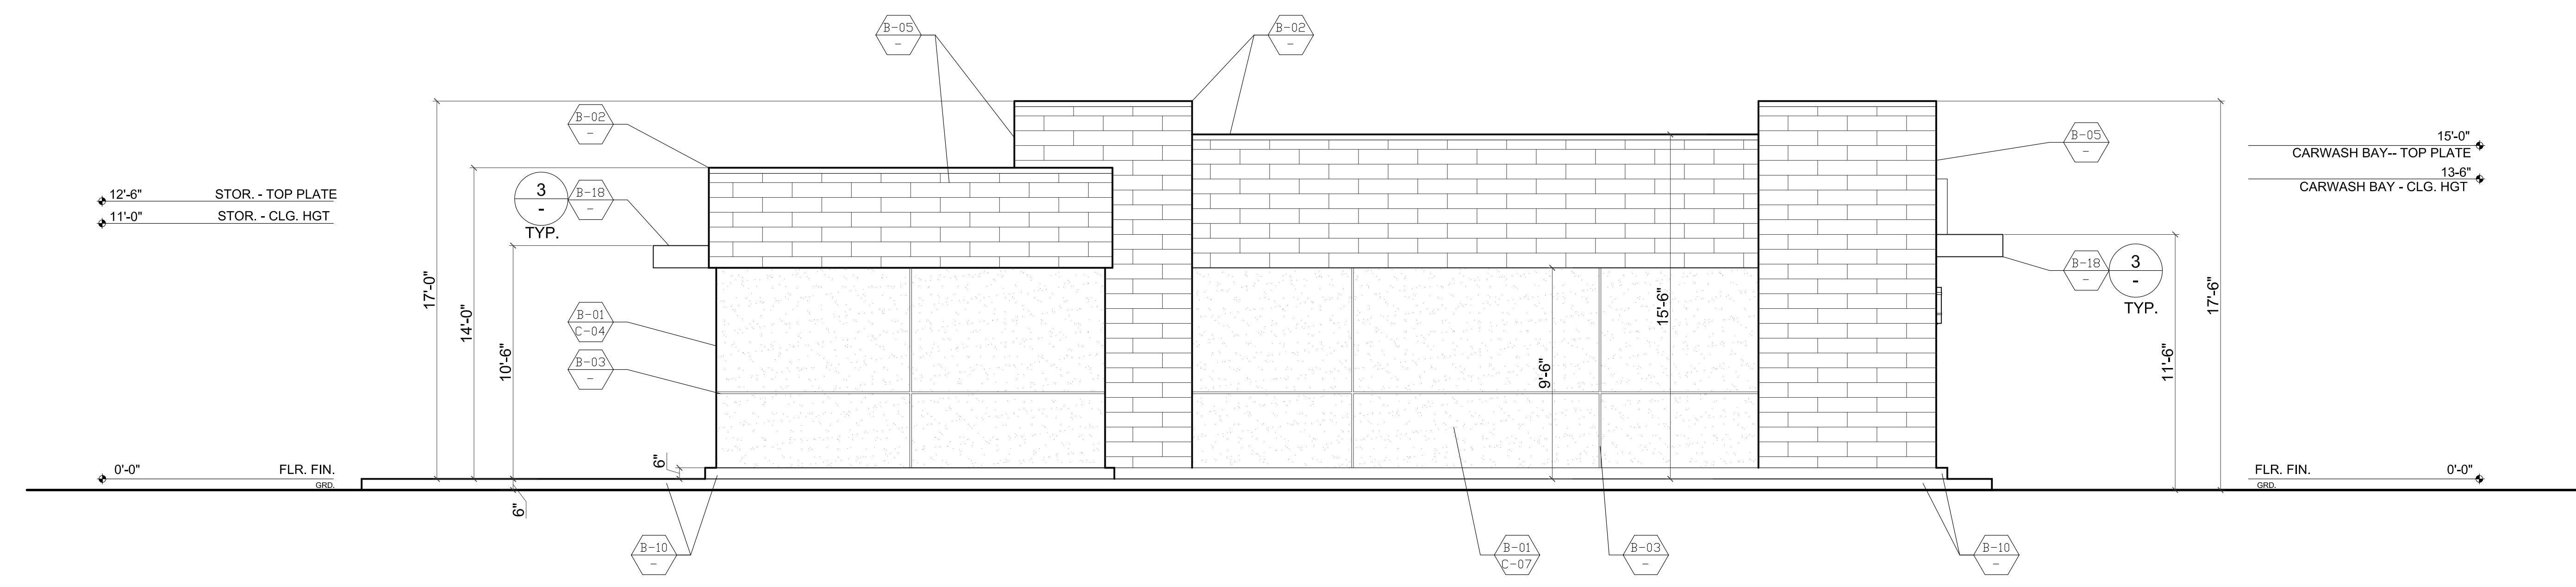 B-05
-
B-02
-
B-02
-
B-05
-
15'-0"
CARWASH BAY-- TOP PLATE
13-6"
CARWASH BAY - CLG. HGT
12'-6" STOR. - TOP PLATE
11'-0" STOR. - CLG. HGT
3
-
TYP.
B-18
-
B-18
-
3
-
TYP.
17'-0"
14'-0"
10'-6"
B-01
C-04
B-03
-
9'-6"
15'-6"
11'-6"
17'-6"
6"
0'-0" FLR. FIN.
GRD.
6"
FLR. FIN. 0'-0"
GRD.
B-10
-
B-01
C-07
B-03
-
B-10
-